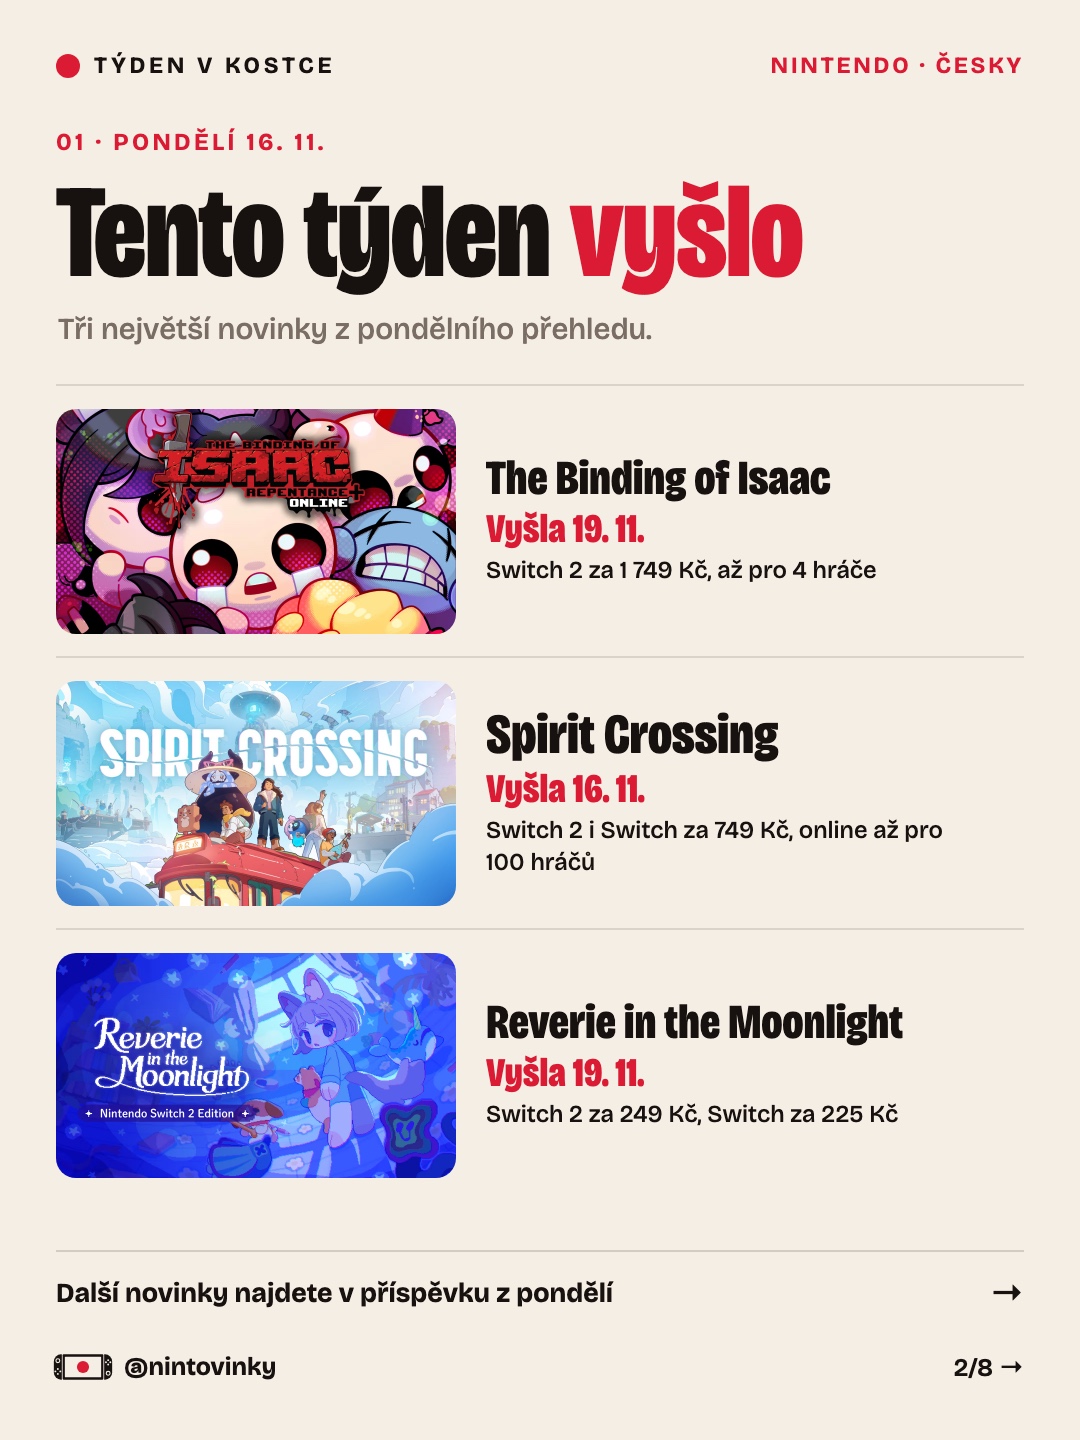 TÝDEN V KOSTCE
NINTENDO · ČESKY
01 · PONDĚLÍ 16. 11.
Tento týden vyšlo
Tři největší novinky z pondělního přehledu.
THE BINDING OF
ISAAC
REPENTANCE+
ONLINE
The Binding of Isaac
Vyšla 19. 11.
Switch 2 za 1 749 Kč, až pro 4 hráče
SPIRIT CROSSING
Spirit Crossing
Vyšla 16. 11.
Switch 2 i Switch za 749 Kč, online až pro
100 hráčů
Reverie
in the
Moonlight
Nintendo Switch 2 Edition
Reverie in the Moonlight
Vyšla 19. 11.
Switch 2 za 249 Kč, Switch za 225 Kč
Další novinky najdete v příspěvku z pondělí →
@nintovinky
2/8 →